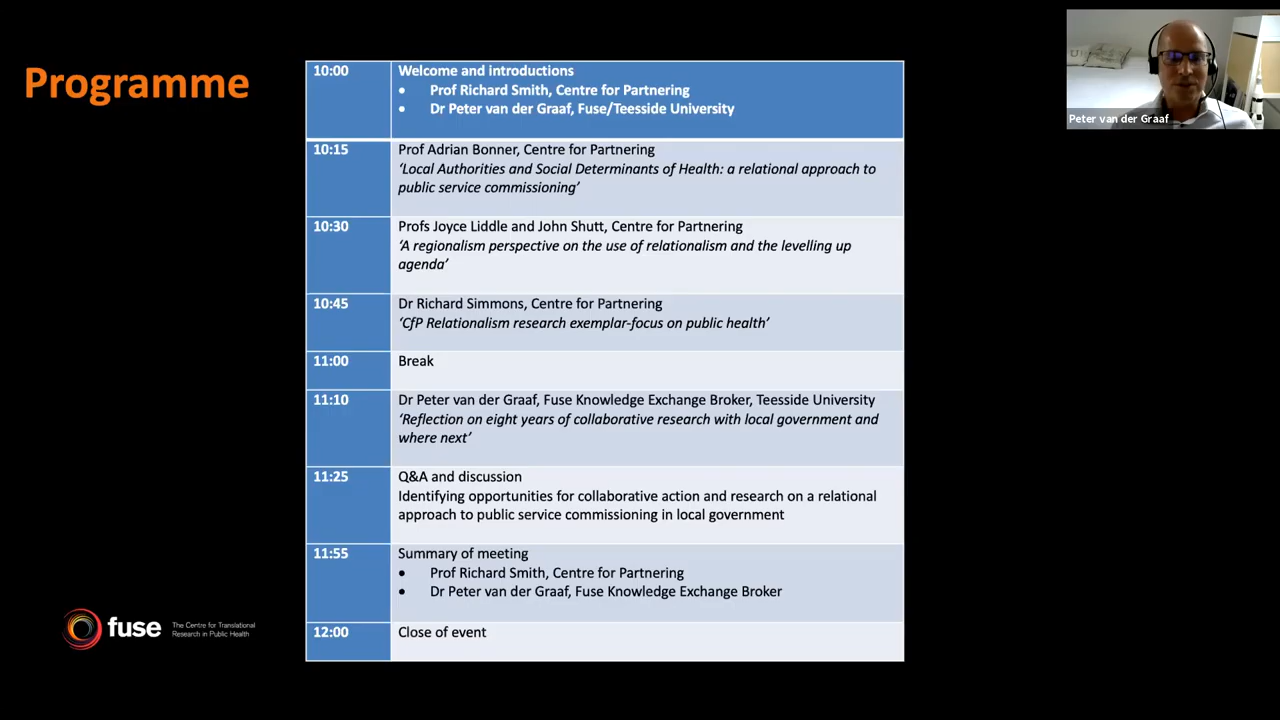 Programme
10:00
Welcome and introductions
• Prof Richard Smith, Centre for Partnering
• Dr Peter van der Graaf, Fuse/Teesside University
10:15
Prof Adrian Bonner, Centre for Partnering
‘Local Authorities and Social Determinants of Health: a relational approach to
public service commissioning’
10:30
Profs Joyce Liddle and John Shutt, Centre for Partnering
‘A regionalism perspective on the use of relationalism and the levelling up
agenda’
10:45
Dr Richard Simmons, Centre for Partnering
‘CfP Relationalism research exemplar-focus on public health’
11:00
Break
11:10
Dr Peter van der Graaf, Fuse Knowledge Exchange Broker, Teesside University
‘Reflection on eight years of collaborative research with local government and
where next’
11:25
Q&A and discussion
Identifying opportunities for collaborative action and research on a relational
approach to public service commissioning in local government
11:55
Summary of meeting
• Prof Richard Smith, Centre for Partnering
• Dr Peter van der Graaf, Fuse Knowledge Exchange Broker
12:00
Close of event
fuse
The Centre for Translational
Research in Public Health
Peter van der Graaf